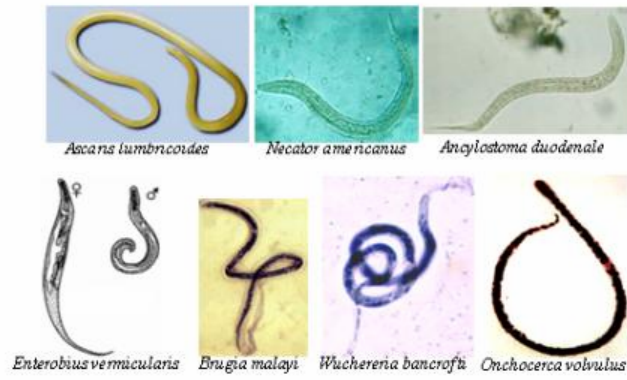 Ascaris lumbricoides
Necator americanus
Ancylostoma duodenale
Enterobius vermicularis
Brugia malayi
Wuchereria bancrofti
Onchocerca volvulus